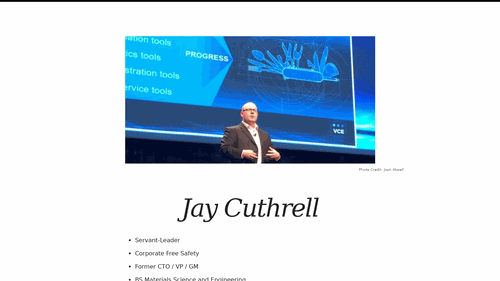 ation tools
tics tools
stration tools
ervice tools
PROGRESS
VCE
Photo Credit: Josh Atwell
Jay Cuthrell
Servant-Leader
Corporate Free Safety
Former CTO / VP / GM
BS Materials Science and Engineering